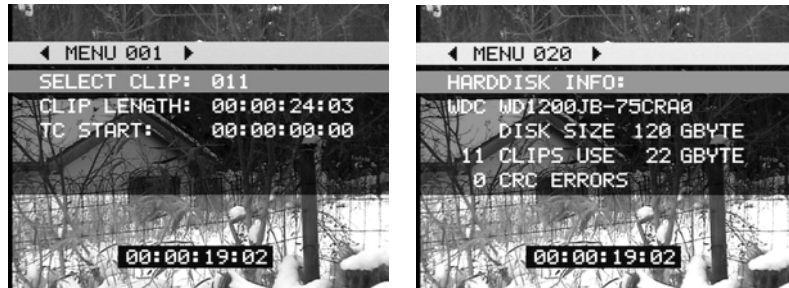 ◀ MENU 001 ▶
SELECT CLIP: 011
CLIP LENGTH: 00:00:24:03
TC START: 00:00:00:00
00:00:19:02
◀ MENU 020 ▶
HARDDISK INFO:
WDC WD1200JB-75CRA0
DISK SIZE 120 GBYTE
11 CLIPS USE 22 GBYTE
0 CRC ERRORS
00:00:19:02